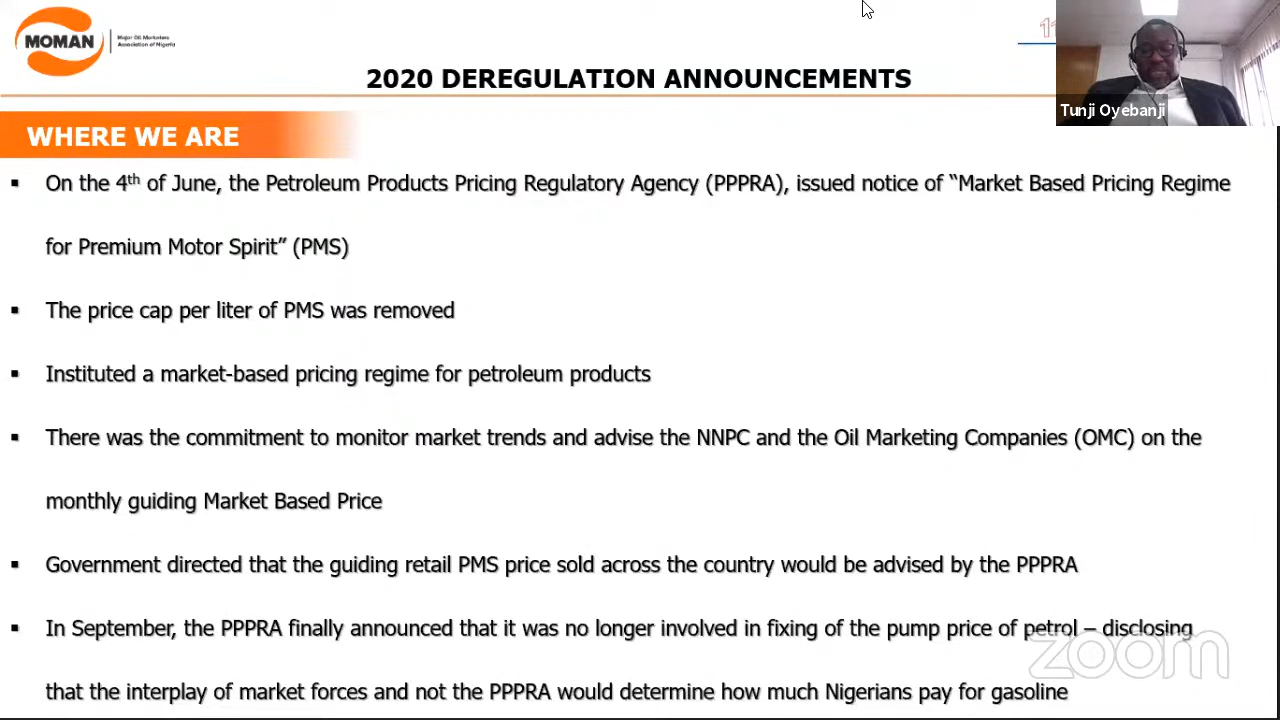 MOMAN
Major Oil Marketers
Association of Nigeria
11
2020 DEREGULATION ANNOUNCEMENTS
Tunji Oyebanji
WHERE WE ARE
▪ On the 4th of June, the Petroleum Products Pricing Regulatory Agency (PPPRA), issued notice of “Market Based Pricing Regime
for Premium Motor Spirit” (PMS)
▪ The price cap per liter of PMS was removed
▪ Instituted a market-based pricing regime for petroleum products
▪ There was the commitment to monitor market trends and advise the NNPC and the Oil Marketing Companies (OMC) on the
monthly guiding Market Based Price
▪ Government directed that the guiding retail PMS price sold across the country would be advised by the PPPRA
▪ In September, the PPPRA finally announced that it was no longer involved in fixing of the pump price of petrol – disclosing
that the interplay of market forces and not the PPPRA would determine how much Nigerians pay for gasoline
zoom